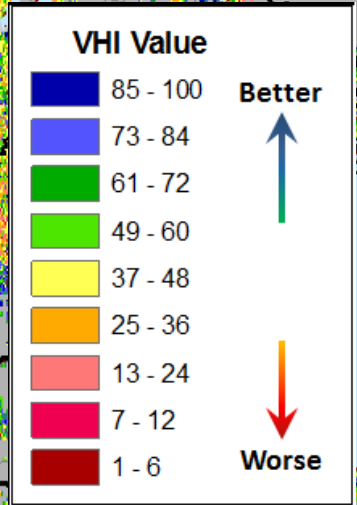 VHI Value
85 - 100
Better
73 - 84
61 - 72
49 - 60
37 - 48
25 - 36
13 - 24
7 - 12
1 - 6
Worse